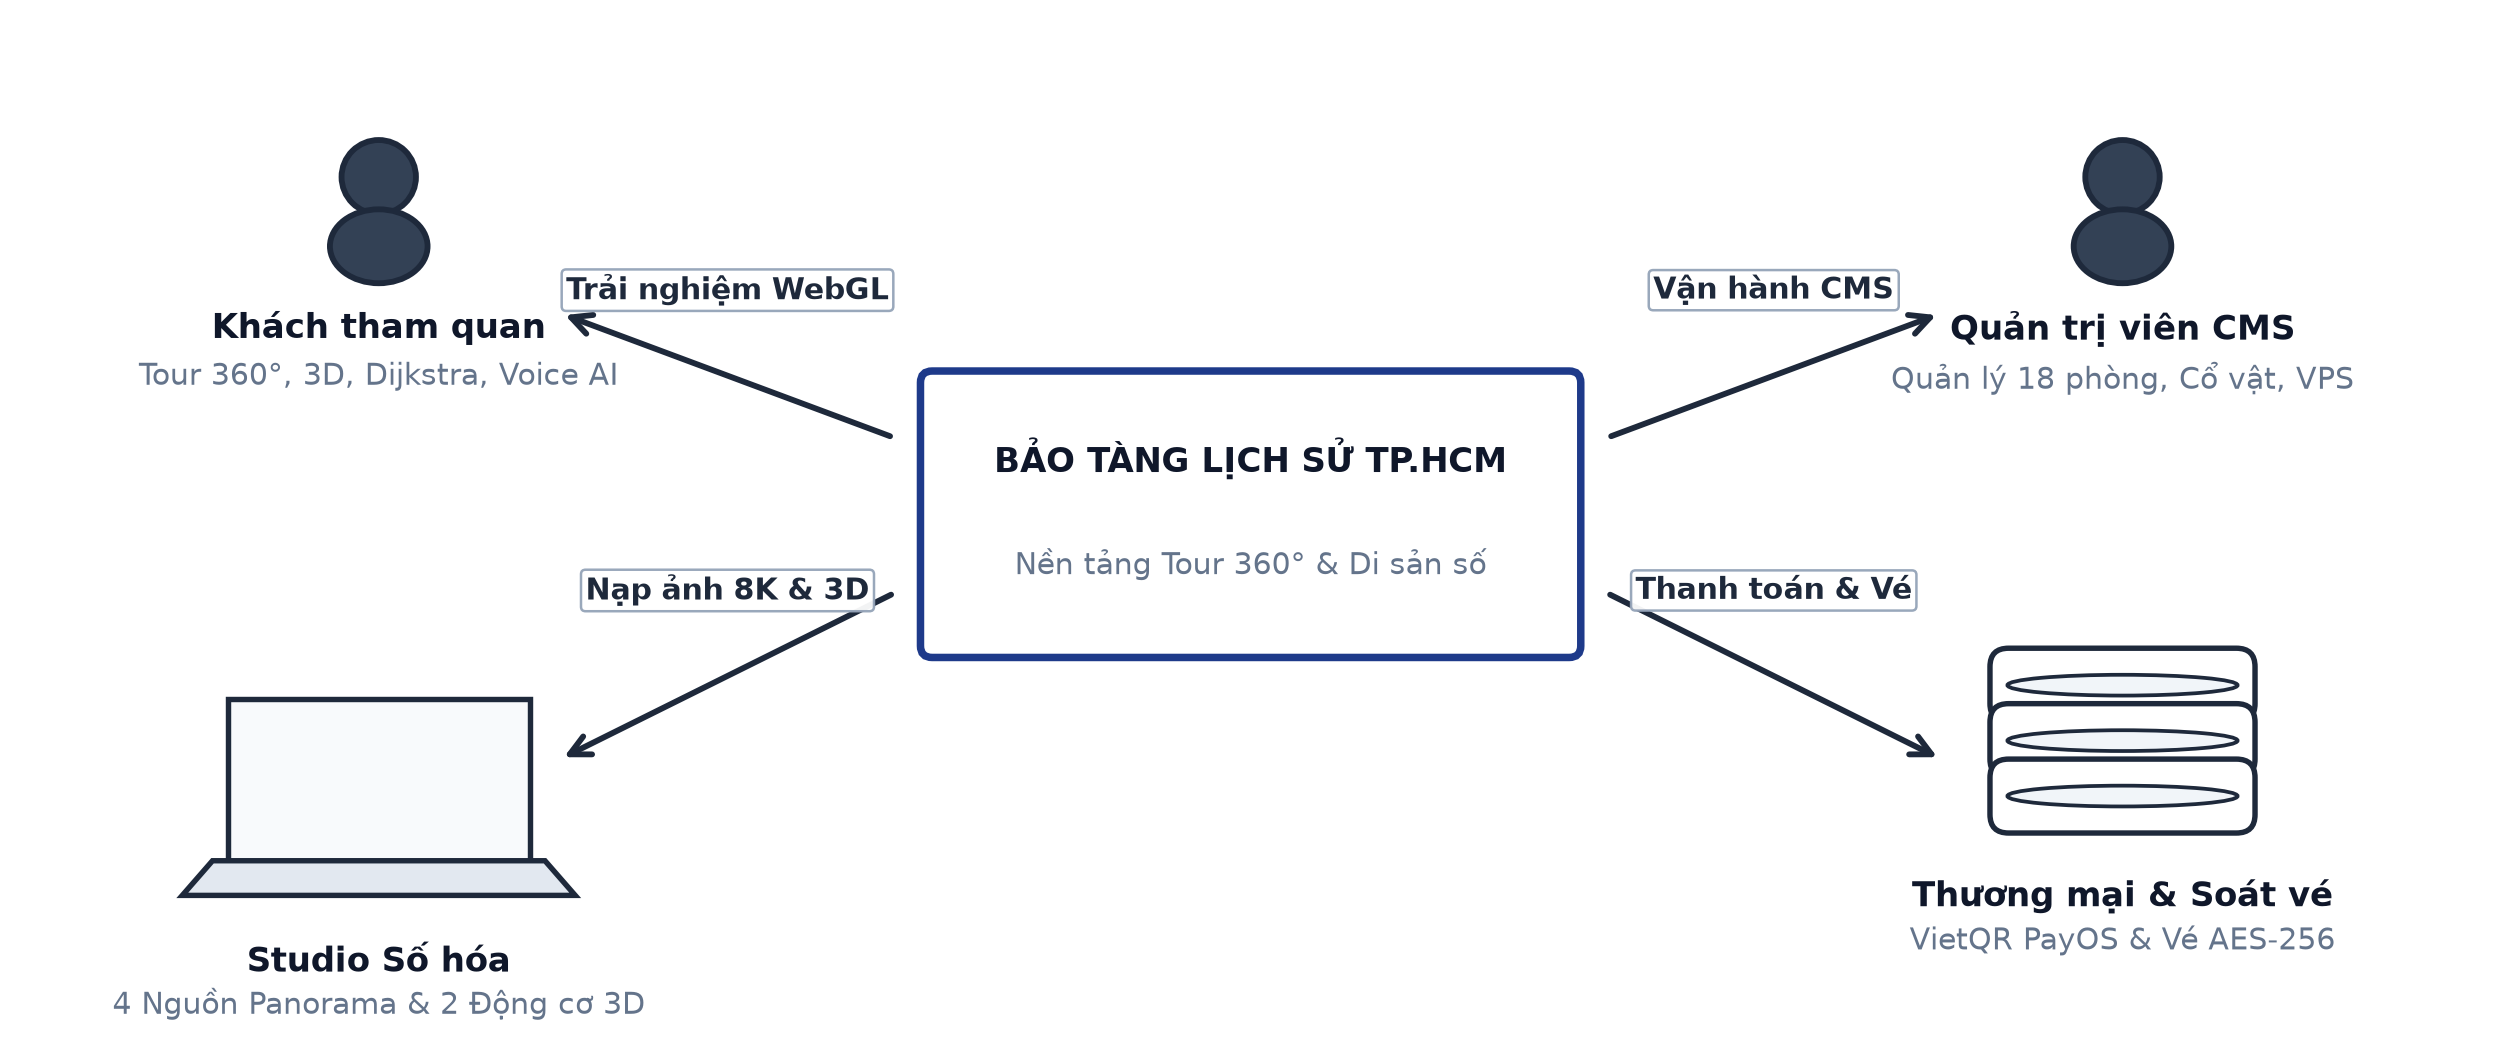 Trải nghiệm WebGL
Vận hành CMS
Khách tham quan
Tour 360°, 3D, Dijkstra, Voice AI
Quản trị viên CMS
Quản lý 18 phòng, Cổ vật, VPS
BẢO TÀNG LỊCH SỬ TP.HCM
Nền tảng Tour 360° & Di sản số
Nạp ảnh 8K & 3D
Thanh toán & Vé
Studio Số hóa
4 Nguồn Panorama & 2 Động cơ 3D
Thương mại & Soát vé
VietQR PayOS & Vé AES-256